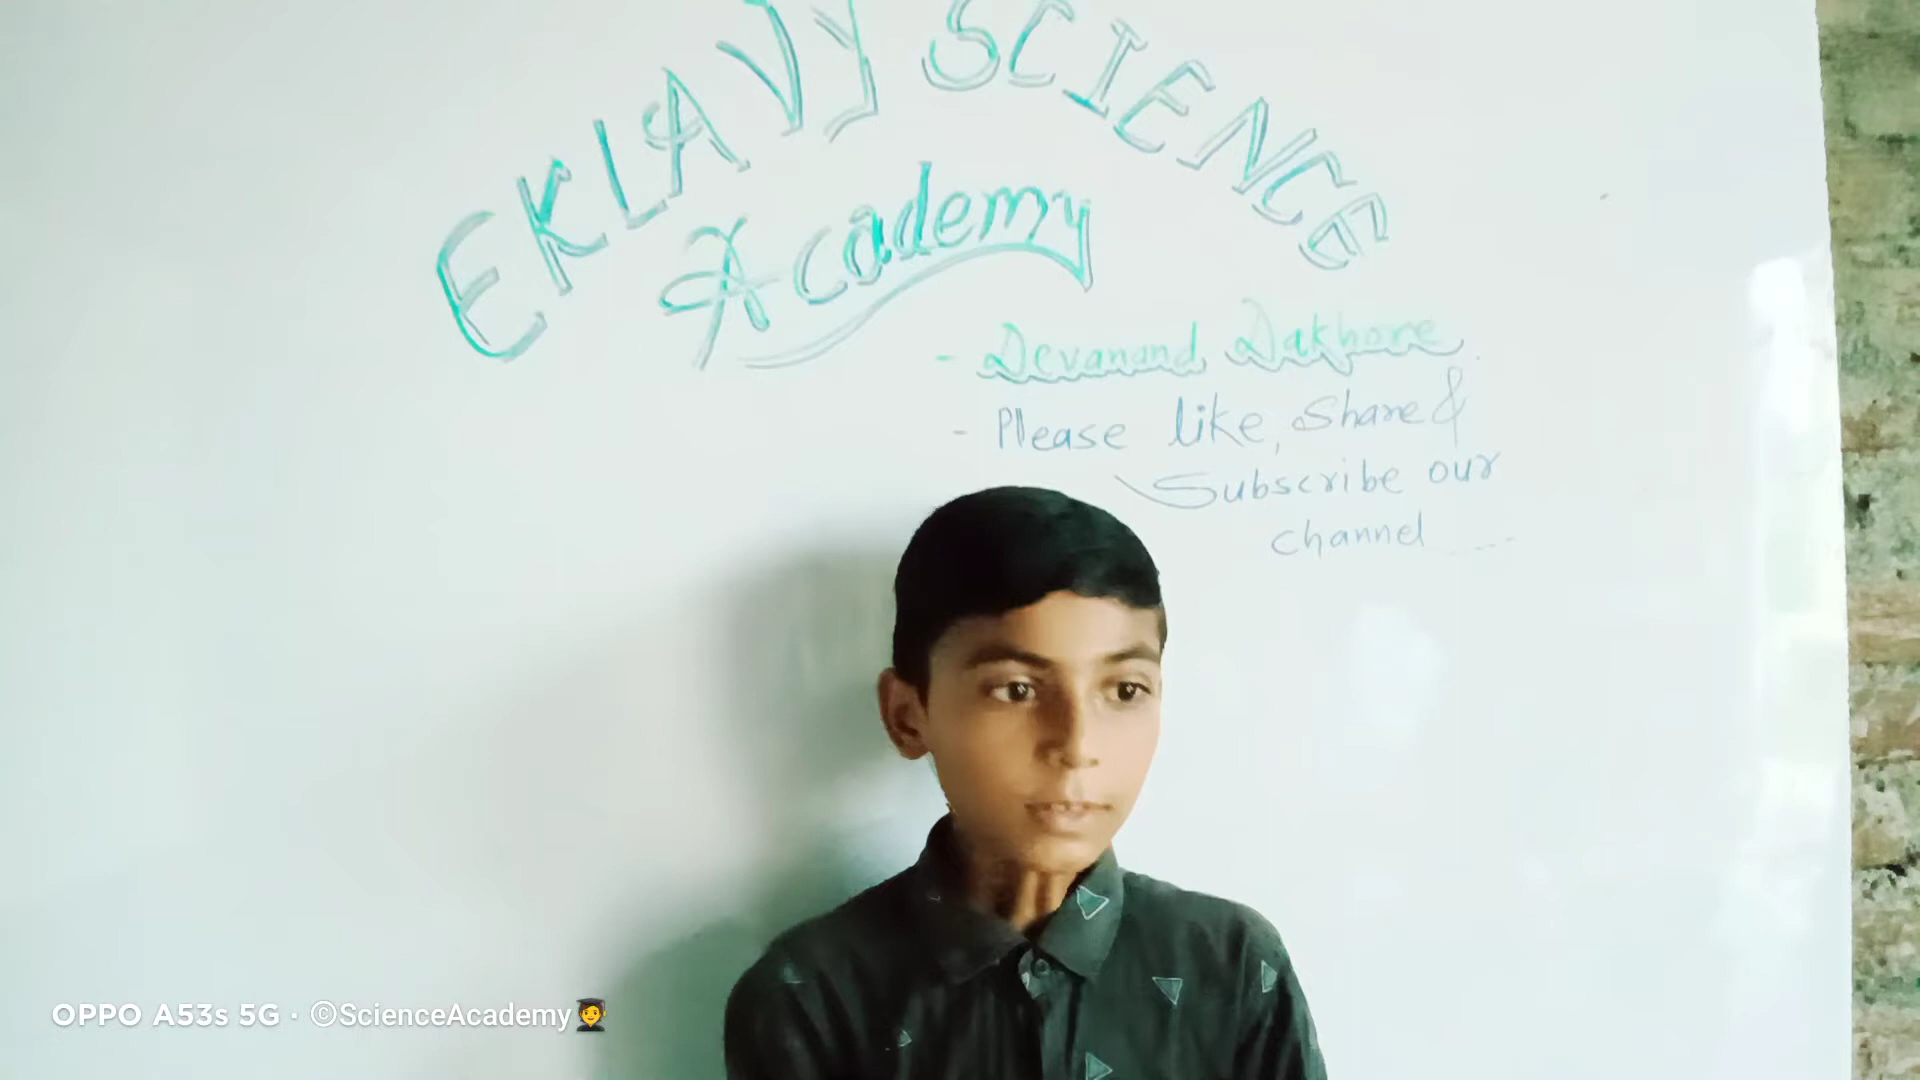 EKLAVY SCIENCE
Academy
- Devanand Dakhore
- Please like, Share &
Subscribe our
channel .....
OPPO A53s 5G · ©ScienceAcademy👨‍🎓